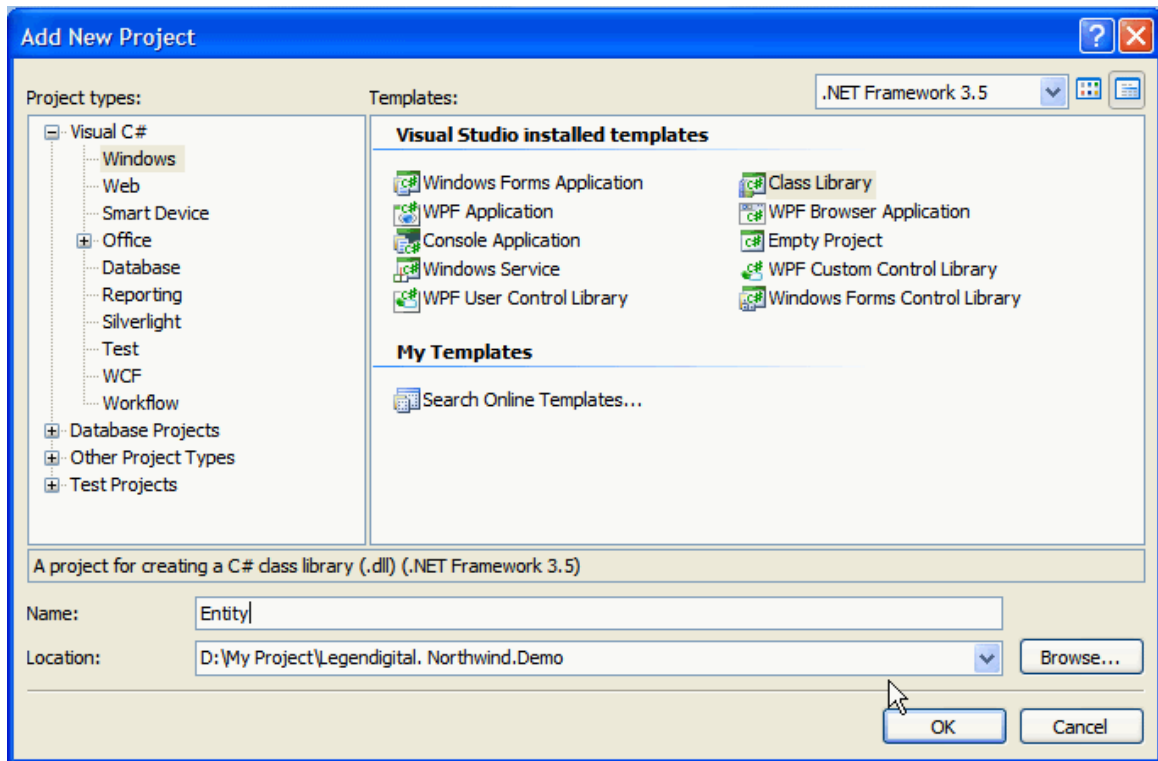 Add New Project
Project types:
Templates:
.NET Framework 3.5
Visual C#
Windows
Web
Smart Device
Office
Database
Reporting
Silverlight
Test
WCF
Workflow
Database Projects
Other Project Types
Test Projects
Visual Studio installed templates
Windows Forms Application
Class Library
WPF Application
WPF Browser Application
Console Application
Empty Project
Windows Service
WPF Custom Control Library
WPF User Control Library
Windows Forms Control Library
My Templates
Search Online Templates...
A project for creating a C# class library (.dll) (.NET Framework 3.5)
Name:
Entity
Location:
D:\My Project\Legendigital. Northwind.Demo
Browse...
OK
Cancel